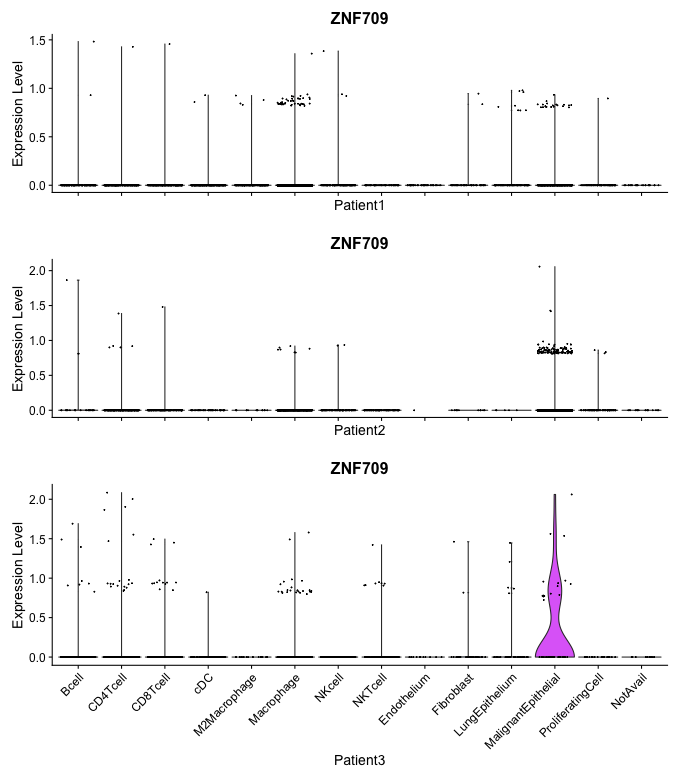 ZNF709
Expression Level
1.5
1.0
0.5
0.0
Patient1
ZNF709
Expression Level
2.0
1.5
1.0
0.5
0.0
Patient2
ZNF709
Expression Level
2.0
1.5
1.0
0.5
0.0
Bcell
CD4Tcell
CD8Tcell
cDC
M2Macrophage
Macrophage
NKcell
NKTcell
Endothelium
Fibroblast
LungEpithelium
MalignantEpithelial
ProliferatingCell
NotAvail
Patient3